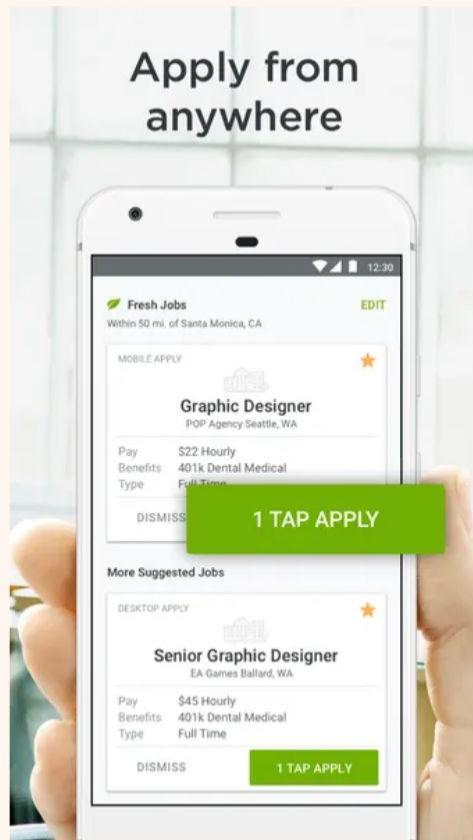 Apply from
anywhere
12:30
Fresh Jobs EDIT
Within 50 mi. of Santa Monica, CA
MOBILE APPLY
Graphic Designer
POP Agency Seattle, WA
Pay $22 Hourly
Benefits 401k Dental Medical
Type Full Time
DISMISS 1 TAP APPLY
More Suggested Jobs
DESKTOP APPLY
Senior Graphic Designer
EA Games Ballard, WA
Pay $45 Hourly
Benefits 401k Dental Medical
Type Full Time
DISMISS 1 TAP APPLY